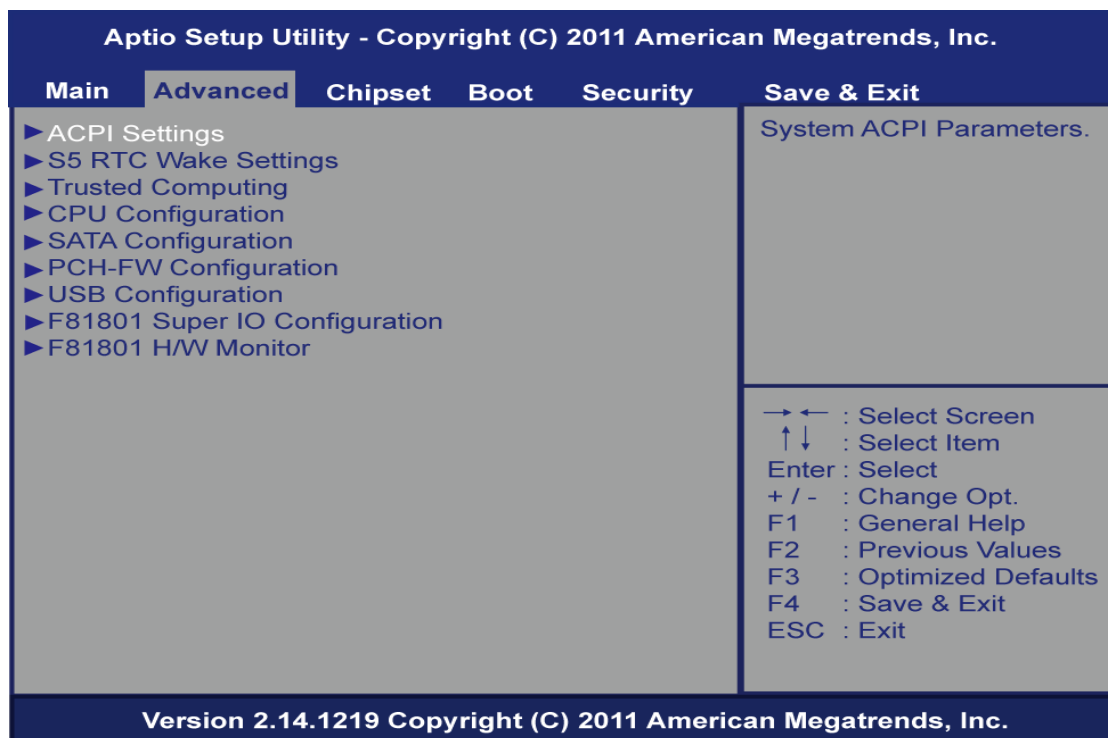 Aptio Setup Utility - Copyright (C) 2011 American Megatrends, Inc.
Main Advanced Chipset Boot Security Save & Exit
►ACPI Settings
►S5 RTC Wake Settings
►Trusted Computing
►CPU Configuration
►SATA Configuration
►PCH-FW Configuration
►USB Configuration
►F81801 Super IO Configuration
►F81801 H/W Monitor
System ACPI Parameters.
→ ← : Select Screen
↑ ↓ : Select Item
Enter : Select
+ / - : Change Opt.
F1 : General Help
F2 : Previous Values
F3 : Optimized Defaults
F4 : Save & Exit
ESC : Exit
Version 2.14.1219 Copyright (C) 2011 American Megatrends, Inc.